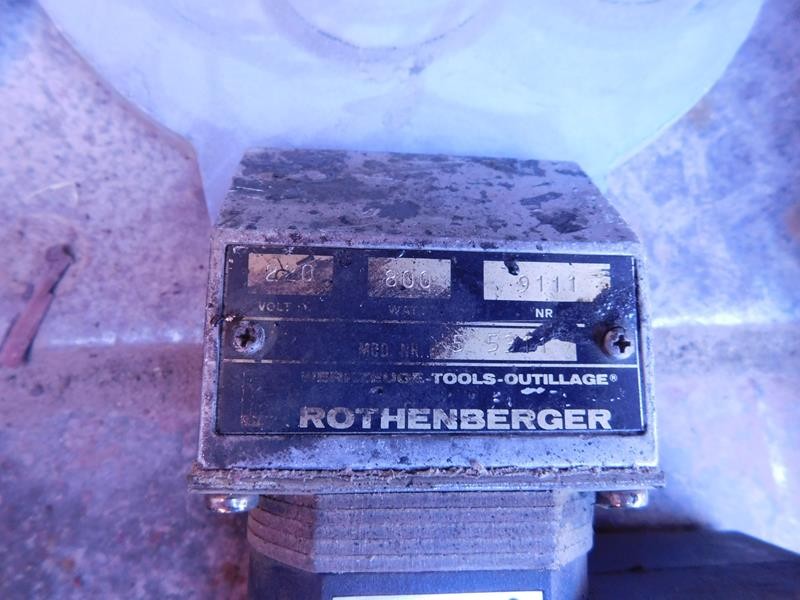 220 800 9111
VOLT WATT NR
MOD. NR.
WERKZEUGE-TOOLS-OUTILLAGE®
ROTHENBERGER